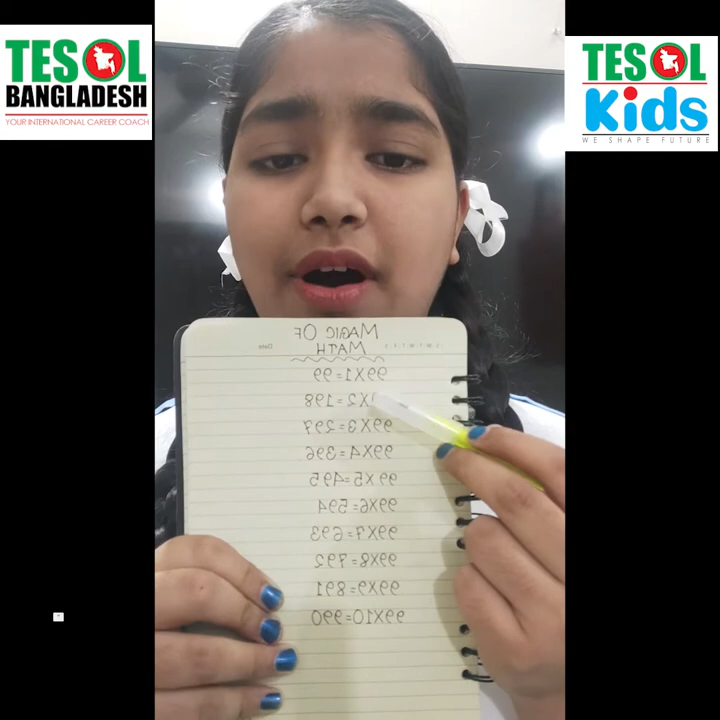 TESOL
BANGLADESH
YOUR INTERNATIONAL CAREER COACH
TESOL
Kids
WE SHAPE FUTURE
MAGIC OF
MATH
Date
99X1=99
9X2=198
99X3=297
99X4=396
99X5=495
99X6=594
99X7=693
99X8=792
99X9=891
99X10=990